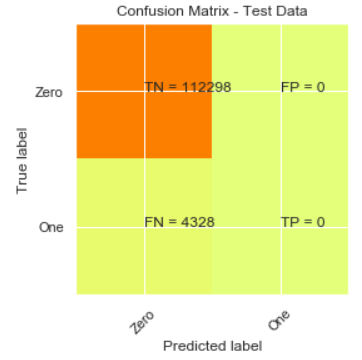 Confusion Matrix - Test Data
Zero
TN = 112298
FP = 0
True label
One
FN = 4328
TP = 0
Zero
One
Predicted label